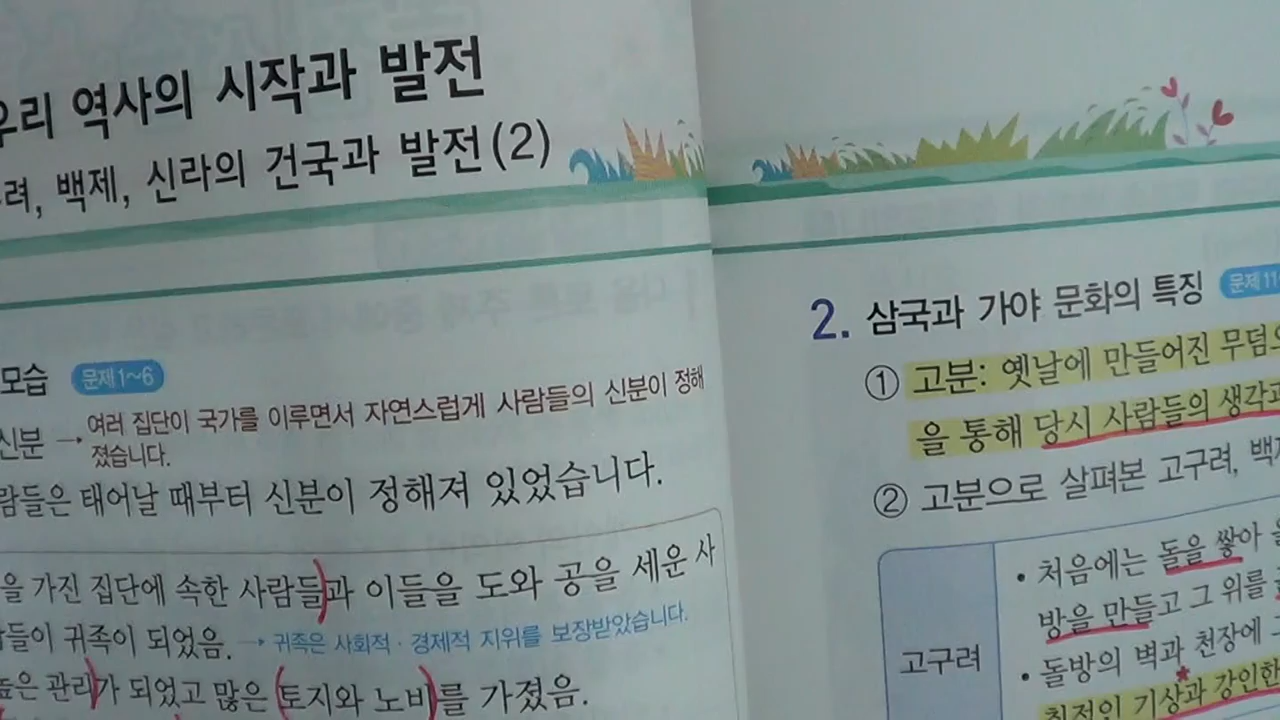 우리 역사의 시작과 발전
려, 백제, 신라의 건국과 발전(2)
모습 문제 1~6
신분 → 여러 집단이 국가를 이루면서 자연스럽게 사람들의 신분이 정해
졌습니다.
람들은 태어날 때부터 신분이 정해져 있었습니다.
을 가진 집단에 속한 사람들과 이들을 도와 공을 세운 사
람들이 귀족이 되었음. → 귀족은 사회적·경제적 지위를 보장받았습니다.
높은 관리가 되었고 많은 토지와 노비를 가졌음.
2. 삼국과 가야 문화의 특징 문제 11
① 고분: 옛날에 만들어진 무덤으
을 통해 당시 사람들의 생각과
② 고분으로 살펴본 고구려, 백제
고구려
• 처음에는 돌을 쌓아
방을 만들고 그 위를
• 돌방의 벽과 천장에
진취적인 기상과 강인한